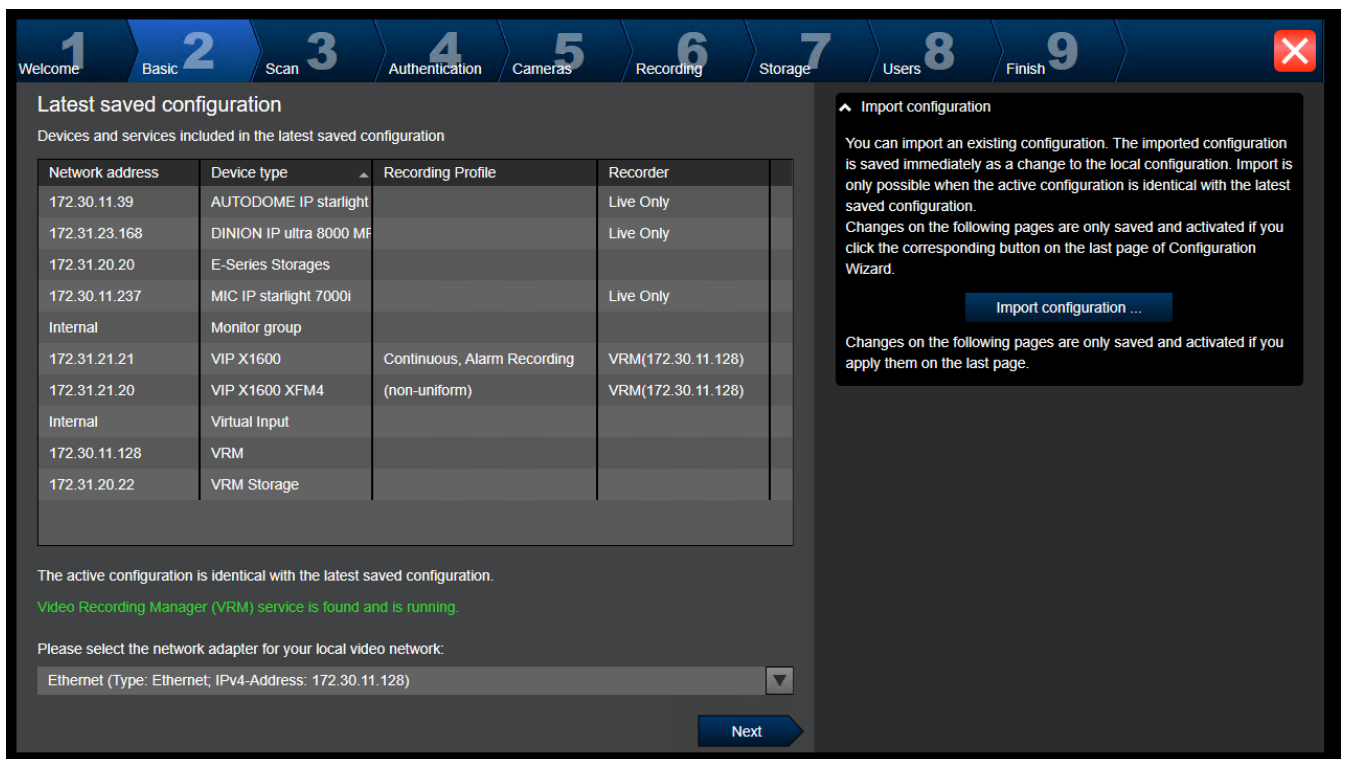 1 Welcome
2 Basic
3 Scan
4 Authentication
5 Cameras
6 Recording
7 Storage
8 Users
9 Finish
Latest saved configuration
Devices and services included in the latest saved configuration
Network address Device type Recording Profile Recorder
172.30.11.39 AUTODOME IP starlight Live Only
172.31.23.168 DINION IP ultra 8000 MP Live Only
172.31.20.20 E-Series Storages
172.30.11.237 MIC IP starlight 7000i Live Only
Internal Monitor group
172.31.21.21 VIP X1600 Continuous, Alarm Recording VRM(172.30.11.128)
172.31.21.20 VIP X1600 XFM4 (non-uniform) VRM(172.30.11.128)
Internal Virtual Input
172.30.11.128 VRM
172.31.20.22 VRM Storage
The active configuration is identical with the latest saved configuration.
Video Recording Manager (VRM) service is found and is running.
Please select the network adapter for your local video network:
Ethernet (Type: Ethernet; IPv4-Address: 172.30.11.128)
Next
Import configuration
You can import an existing configuration. The imported configuration
is saved immediately as a change to the local configuration. Import is
only possible when the active configuration is identical with the latest
saved configuration.
Changes on the following pages are only saved and activated if you
click the corresponding button on the last page of Configuration
Wizard.
Import configuration ...
Changes on the following pages are only saved and activated if you
apply them on the last page.